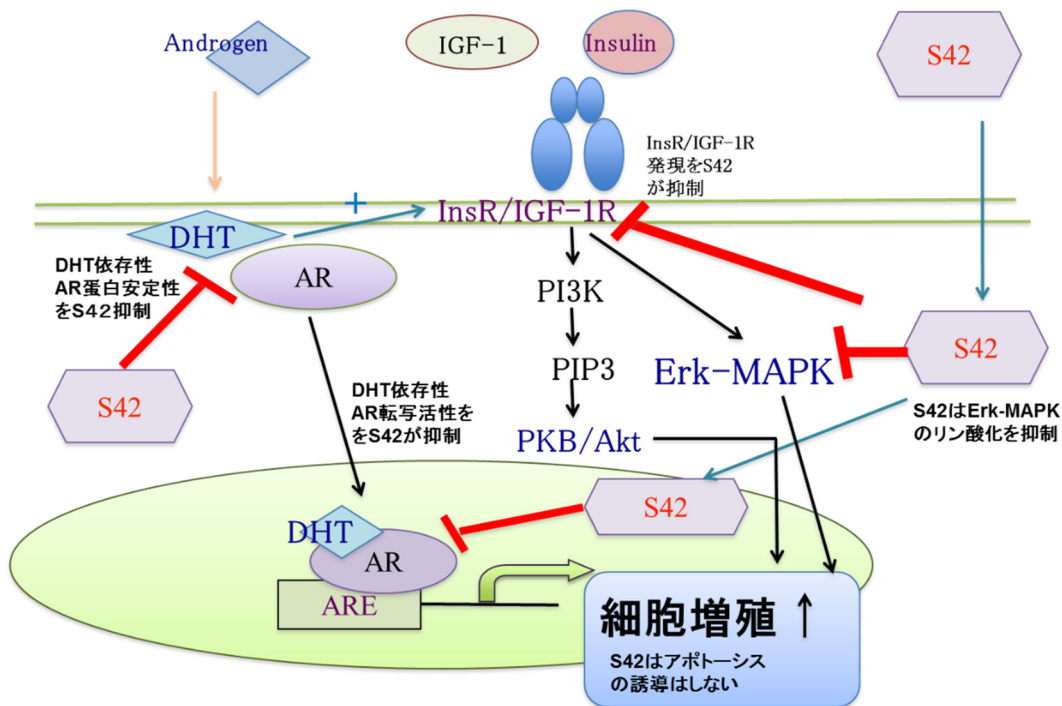 Androgen
IGF-1
Insulin
S42
InsR/IGF-1R
発現をS42
が抑制
+
InsR/IGF-1R
DHT
AR
DHT依存性
AR蛋白安定性
をS42抑制
S42
PI3K
PIP3
PKB/Akt
Erk-MAPK
S42
S42はErk-MAPK
のリン酸化を抑制
DHT依存性
AR転写活性を
をS42が抑制
S42
DHT
AR
ARE
細胞増殖↑
S42はアポトーシス
の誘導はしない